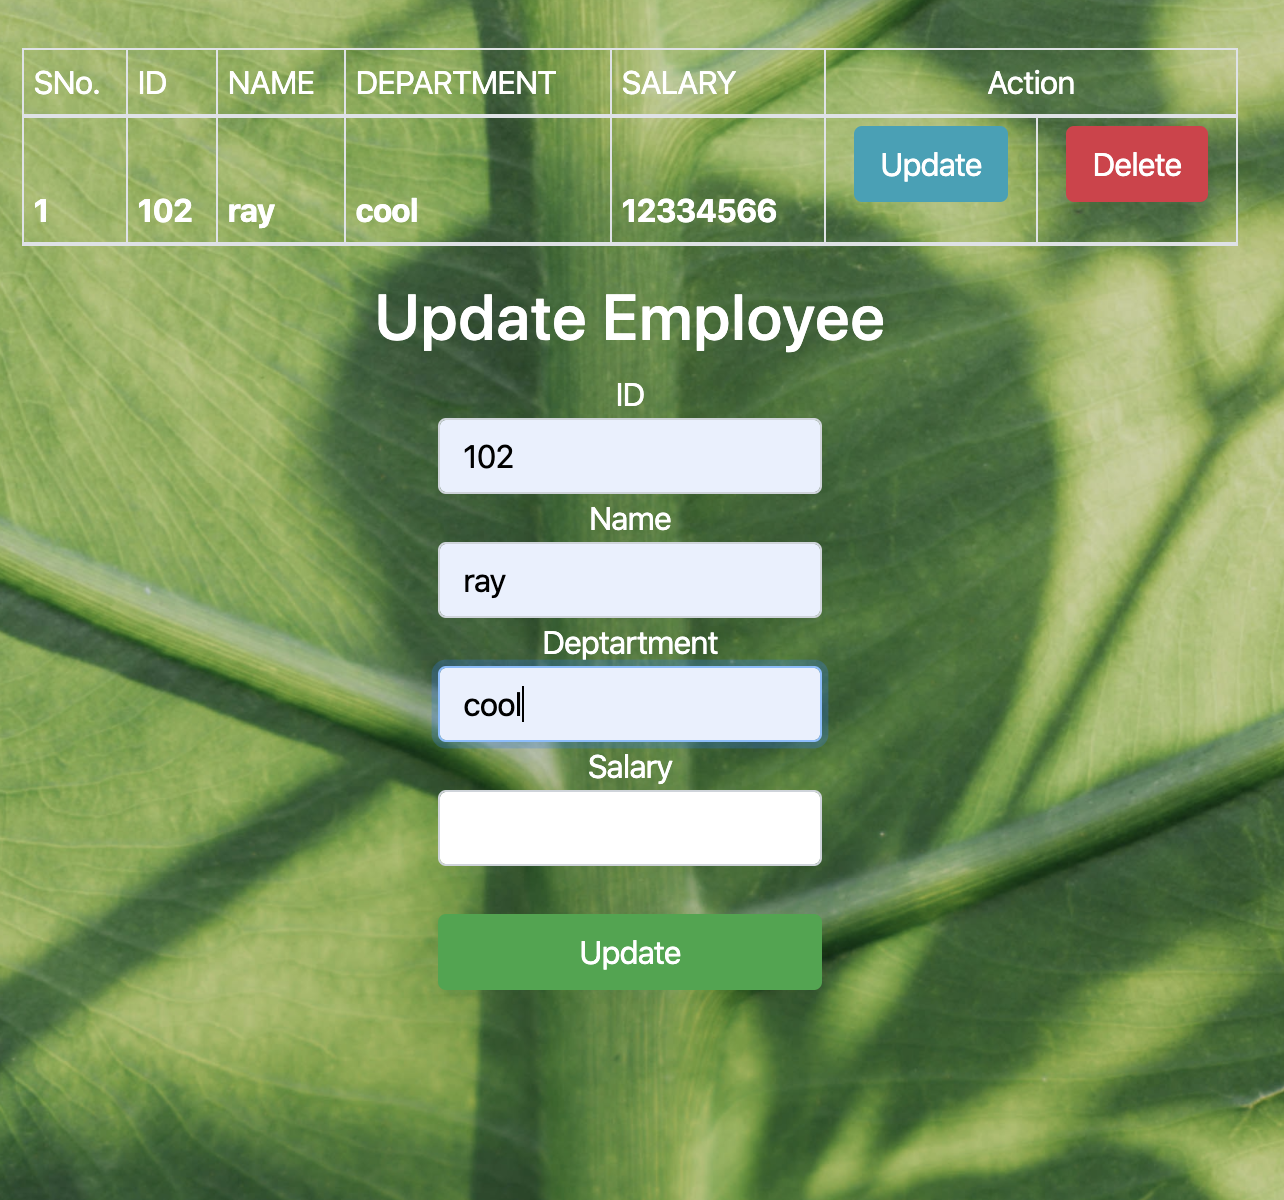 SNo. ID NAME DEPARTMENT SALARY Action
1 102 ray cool 12334566 Update Delete
Update Employee
ID
102
Name
ray
Deptartment
cool
Salary
Update